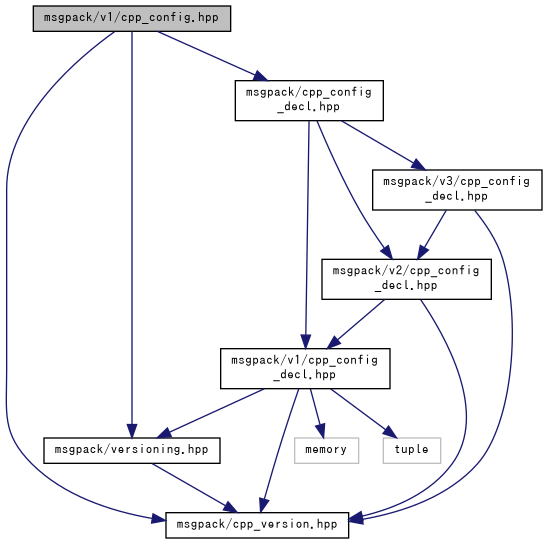 msgpack/v1/cpp_config.hpp
msgpack/cpp_config
_decl.hpp
msgpack/v3/cpp_config
_decl.hpp
msgpack/v2/cpp_config
_decl.hpp
msgpack/v1/cpp_config
_decl.hpp
msgpack/versioning.hpp
memory
tuple
msgpack/cpp_version.hpp